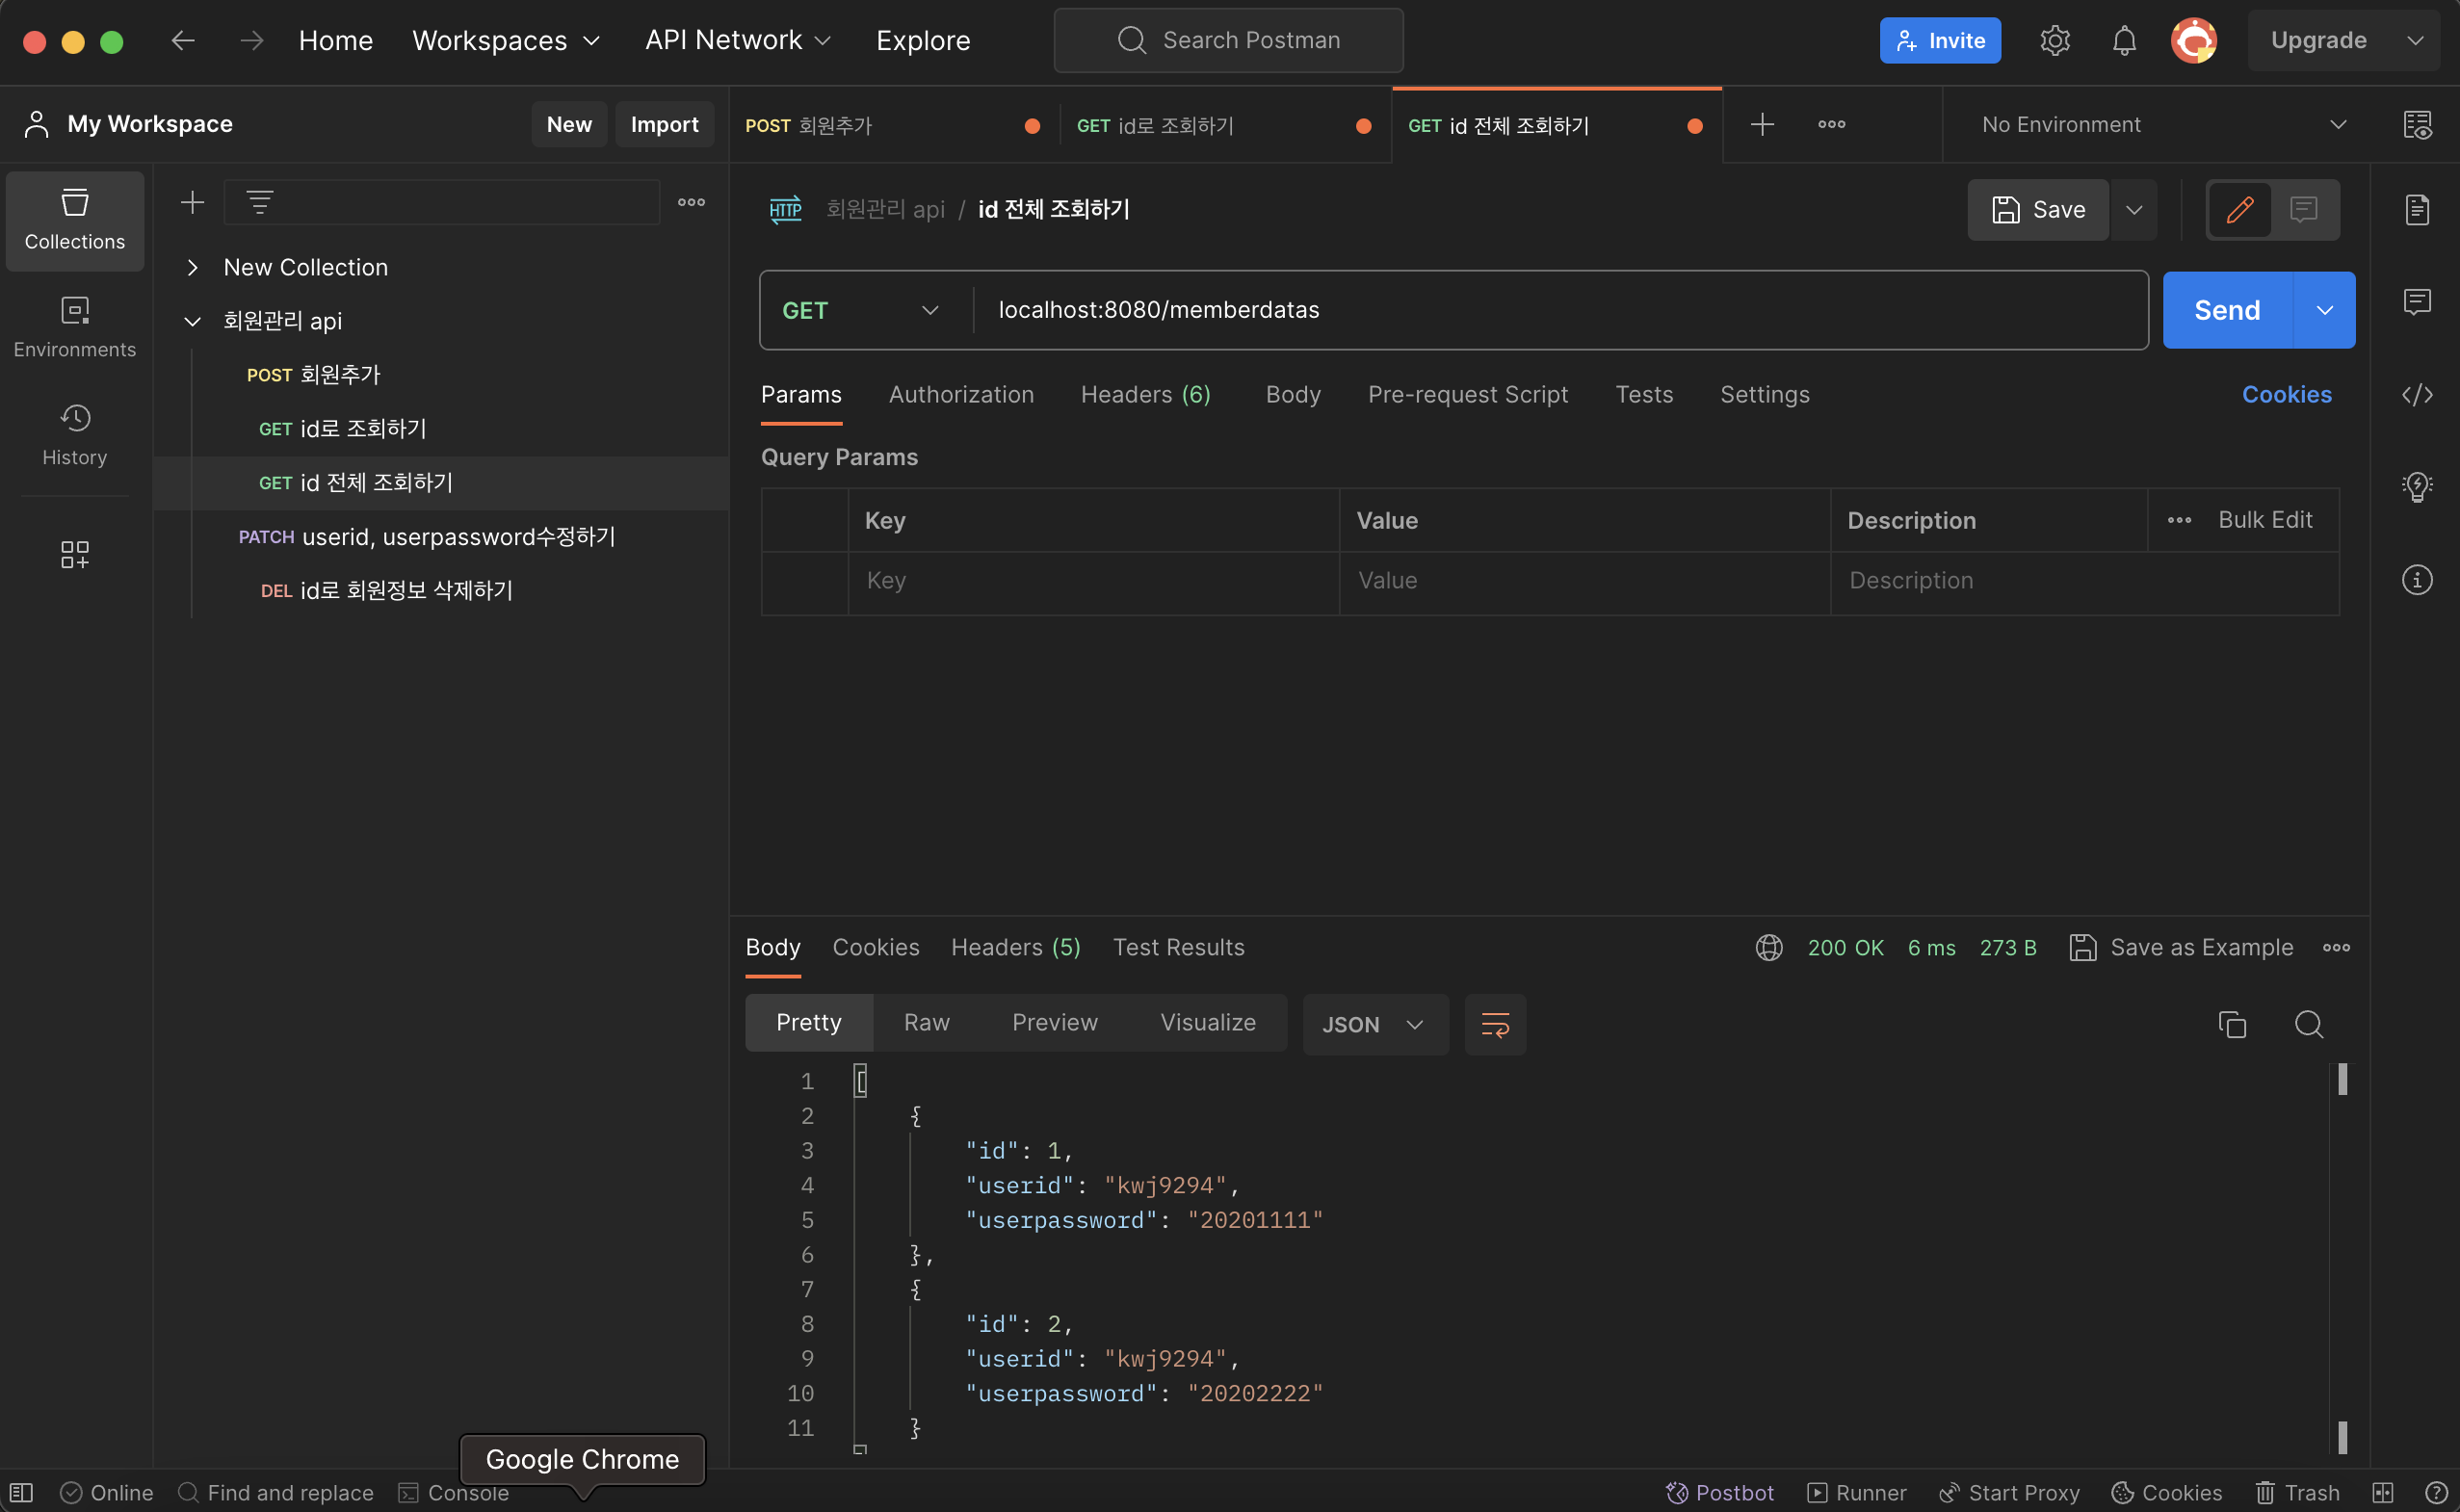 Home Workspaces API Network Explore Search Postman Invite Upgrade
My Workspace New Import POST 회원추가 GET id로 조회하기 GET id 전체 조회하기 No Environment
Collections
Environments
History
New Collection
회원관리 api
POST 회원추가
GET id로 조회하기
GET id 전체 조회하기
PATCH userid, userpassword수정하기
DEL id로 회원정보 삭제하기
HTTP 회원관리 api / id 전체 조회하기 Save
GET localhost:8080/memberdatas Send
Params Authorization Headers (6) Body Pre-request Script Tests Settings Cookies
Query Params
Key Value Description Bulk Edit
Key Value Description
Body Cookies Headers (5) Test Results 200 OK 6 ms 273 B Save as Example
Pretty Raw Preview Visualize JSON
1 [
2 {
3 "id": 1,
4 "userid": "kwj9294",
5 "userpassword": "20201111"
6 },
7 {
8 "id": 2,
9 "userid": "kwj9294",
10 "userpassword": "20202222"
11 }
Google Chrome
Online Find and replace Console Postbot Runner Start Proxy Cookies Trash